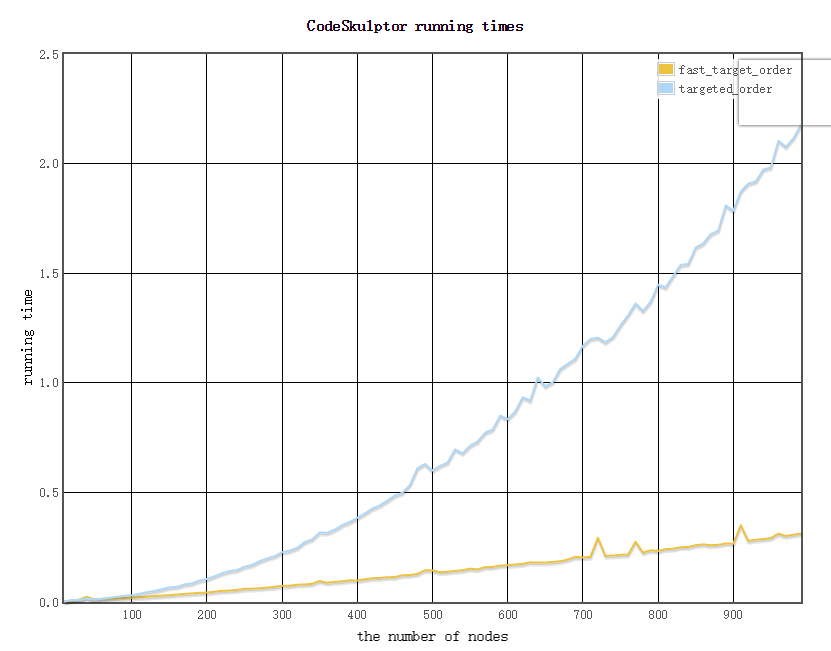 CodeSkulptor running times
2.5
fast_target_order
targeted_order
2.0
1.5
running time
1.0
0.5
0.0
100 200 300 400 500 600 700 800 900
the number of nodes